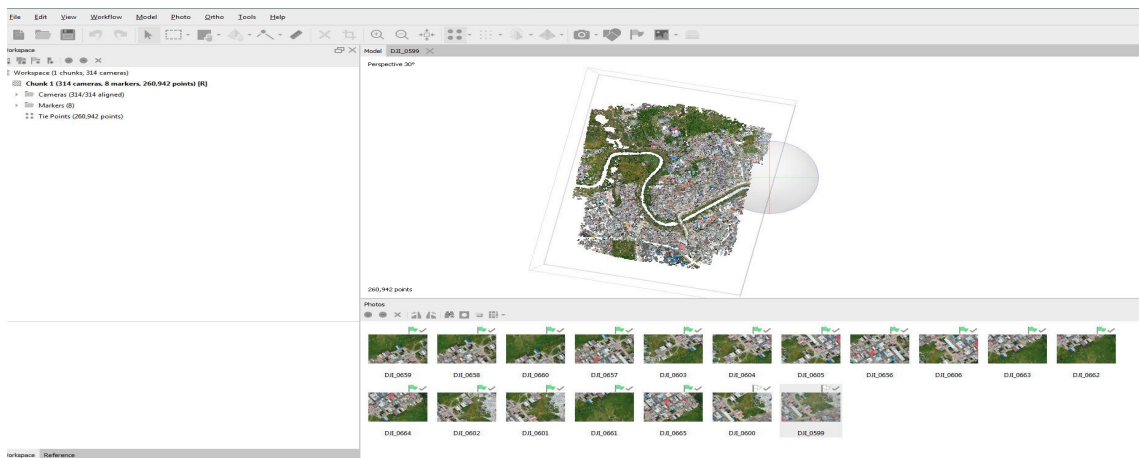 File Edit View Workflow Model Photo Ortho Tools Help
orkspace
Model DJI_0599
Perspective 30°
Workspace (1 chunks, 314 cameras)
Chunk 1 (314 cameras, 8 markers, 260,942 points) [R]
Cameras (314/314 aligned)
Markers (8)
Tie Points (260,942 points)
260,942 points
Photos
DJI_0659 DJI_0658 DJI_0660 DJI_0657 DJI_0603 DJI_0604 DJI_0605 DJI_0656 DJI_0606 DJI_0663 DJI_0662
DJI_0664 DJI_0602 DJI_0601 DJI_0661 DJI_0665 DJI_0600 DJI_0599
orkspace Reference